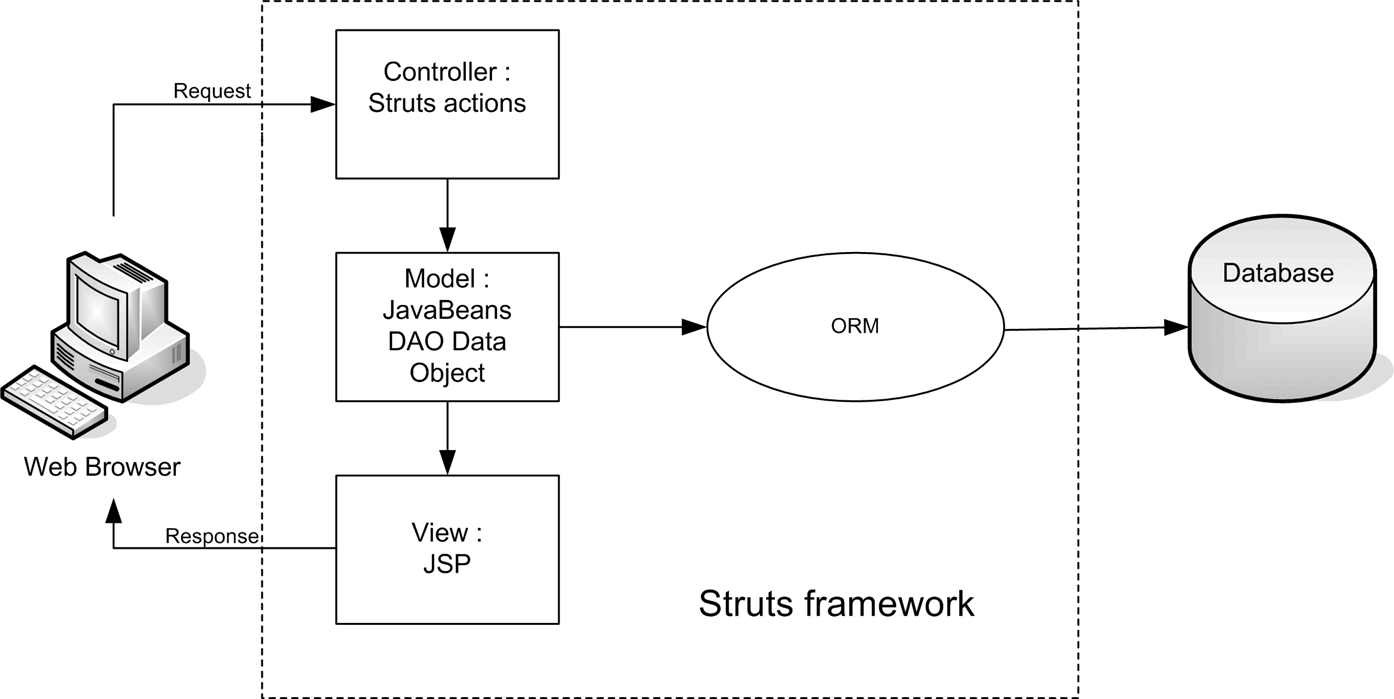 Request
Controller :
Struts actions
Model :
JavaBeans
DAO Data
Object
ORM
Database
Web Browser
Response
View :
JSP
Struts framework